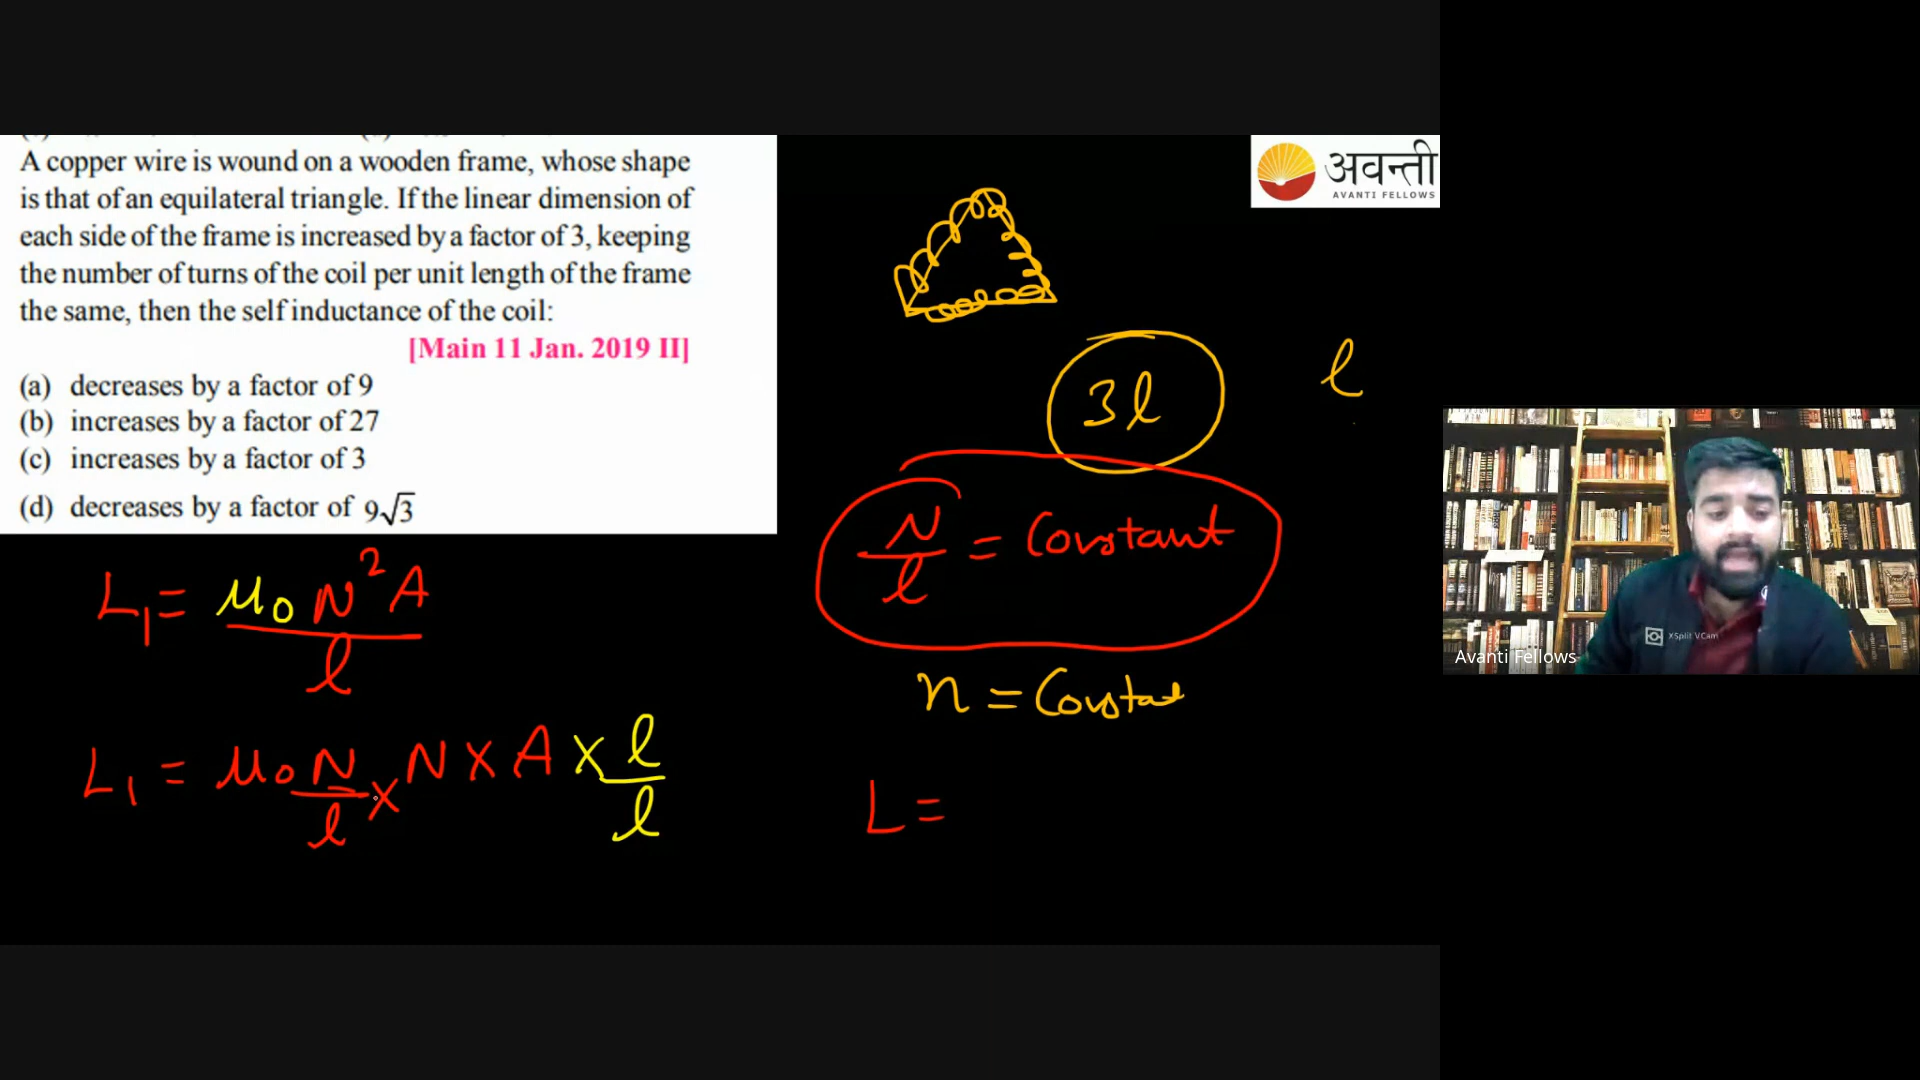 A copper wire is wound on a wooden frame, whose shape
is that of an equilateral triangle. If the linear dimension of
each side of the frame is increased by a factor of 3, keeping
the number of turns of the coil per unit length of the frame
the same, then the self inductance of the coil:
[Main 11 Jan. 2019 II]
(a) decreases by a factor of 9
(b) increases by a factor of 27
(c) increases by a factor of 3
(d) decreases by a factor of 9√3
अवन्ती
AVANTI FELLOWS
3l
l
N/l = Constant
n = Constat
L₁ = μ₀N²A/l
L₁ = μ₀ N/l × N × A × l/l
L =
XSplit VCam
Avanti Fellows